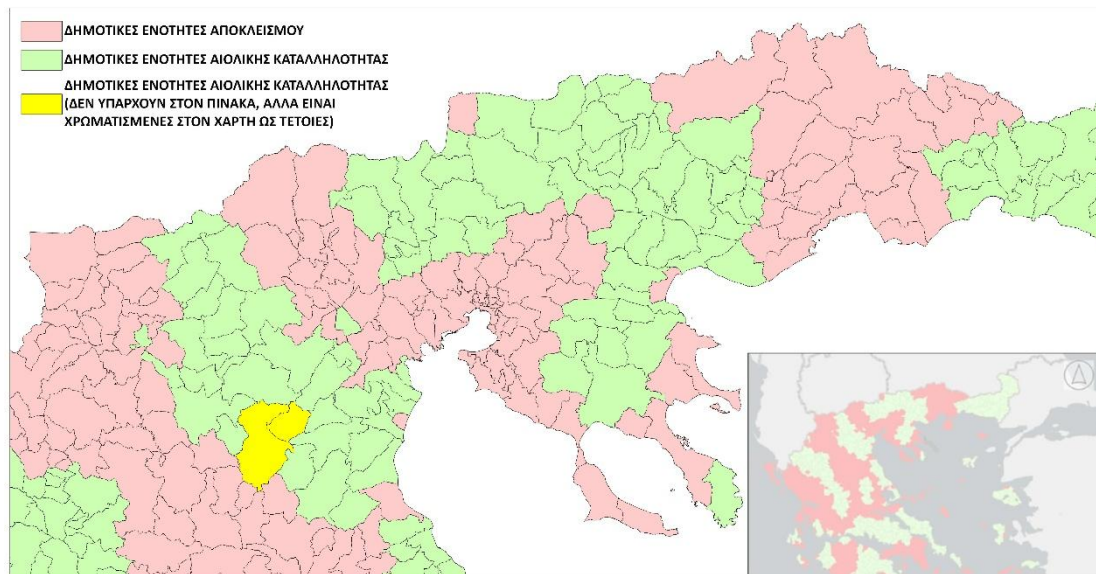 ΔΗΜΟΤΙΚΕΣ ΕΝΟΤΗΤΕΣ ΑΠΟΚΛΕΙΣΜΟΥ
ΔΗΜΟΤΙΚΕΣ ΕΝΟΤΗΤΕΣ ΑΙΟΛΙΚΗΣ ΚΑΤΑΛΛΗΛΟΤΗΤΑΣ
ΔΗΜΟΤΙΚΕΣ ΕΝΟΤΗΤΕΣ ΑΙΟΛΙΚΗΣ ΚΑΤΑΛΛΗΛΟΤΗΤΑΣ
(ΔΕΝ ΥΠΑΡΧΟΥΝ ΣΤΟΝ ΠΙΝΑΚΑ, ΑΛΛΑ ΕΙΝΑΙ
ΧΡΩΜΑΤΙΣΜΕΝΕΣ ΣΤΟΝ ΧΑΡΤΗ ΩΣ ΤΕΤΟΙΕΣ)